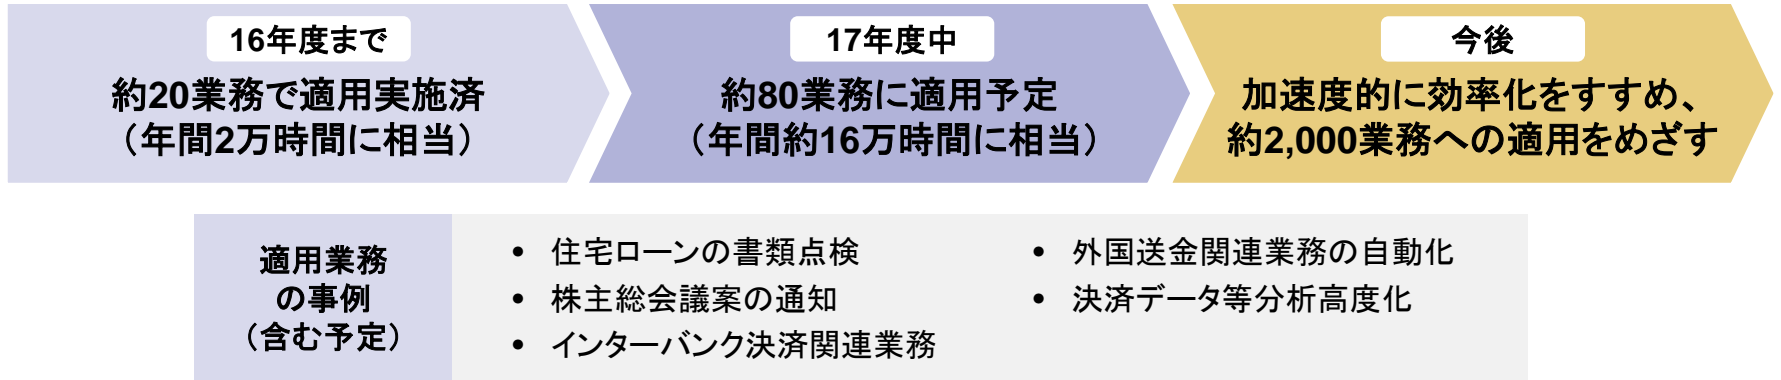 16年度まで
約20業務で適用実施済
（年間2万時間に相当）
17年度中
約80業務に適用予定
（年間約16万時間に相当）
今後
加速度的に効率化をすすめ、
約2,000業務への適用をめざす
適用業務
の事例
（含む予定）
• 住宅ローンの書類点検
• 株主総会議案の通知
• インターバンク決済関連業務
• 外国送金関連業務の自動化
• 決済データ等分析高度化